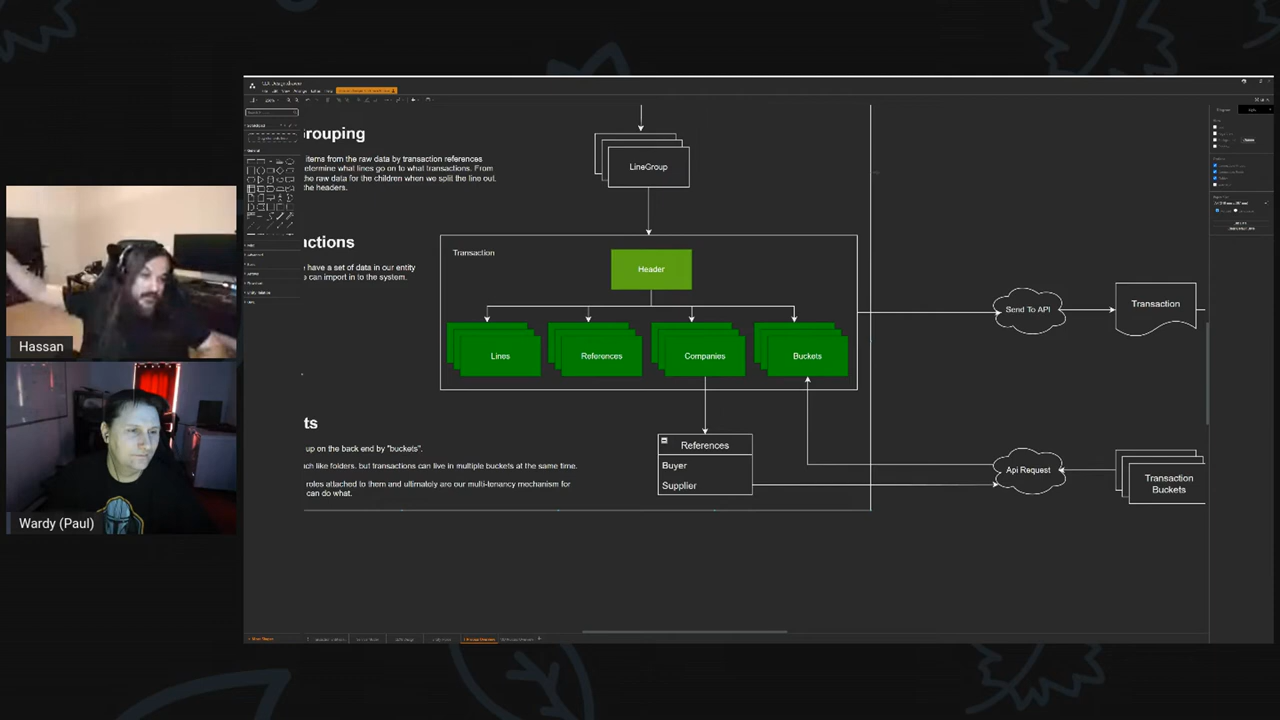 Hassan
Wardy (Paul)
Grouping
items from the raw data by transaction references
determine what lines go on to what transactions. From
the raw data for the children when we split the line out.
the headers.
actions
have a set of data in our entity
can import in to the system.
ts
up on the back end by "buckets".
ch like folders. but transactions can live in multiple buckets at the same time.
roles attached to them and ultimately are our multi-tenancy mechanism for
can do what.
LineGroup
Transaction
Header
Lines
References
Companies
Buckets
References
Buyer
Supplier
Send To API
Transaction
Api Request
Transaction
Buckets